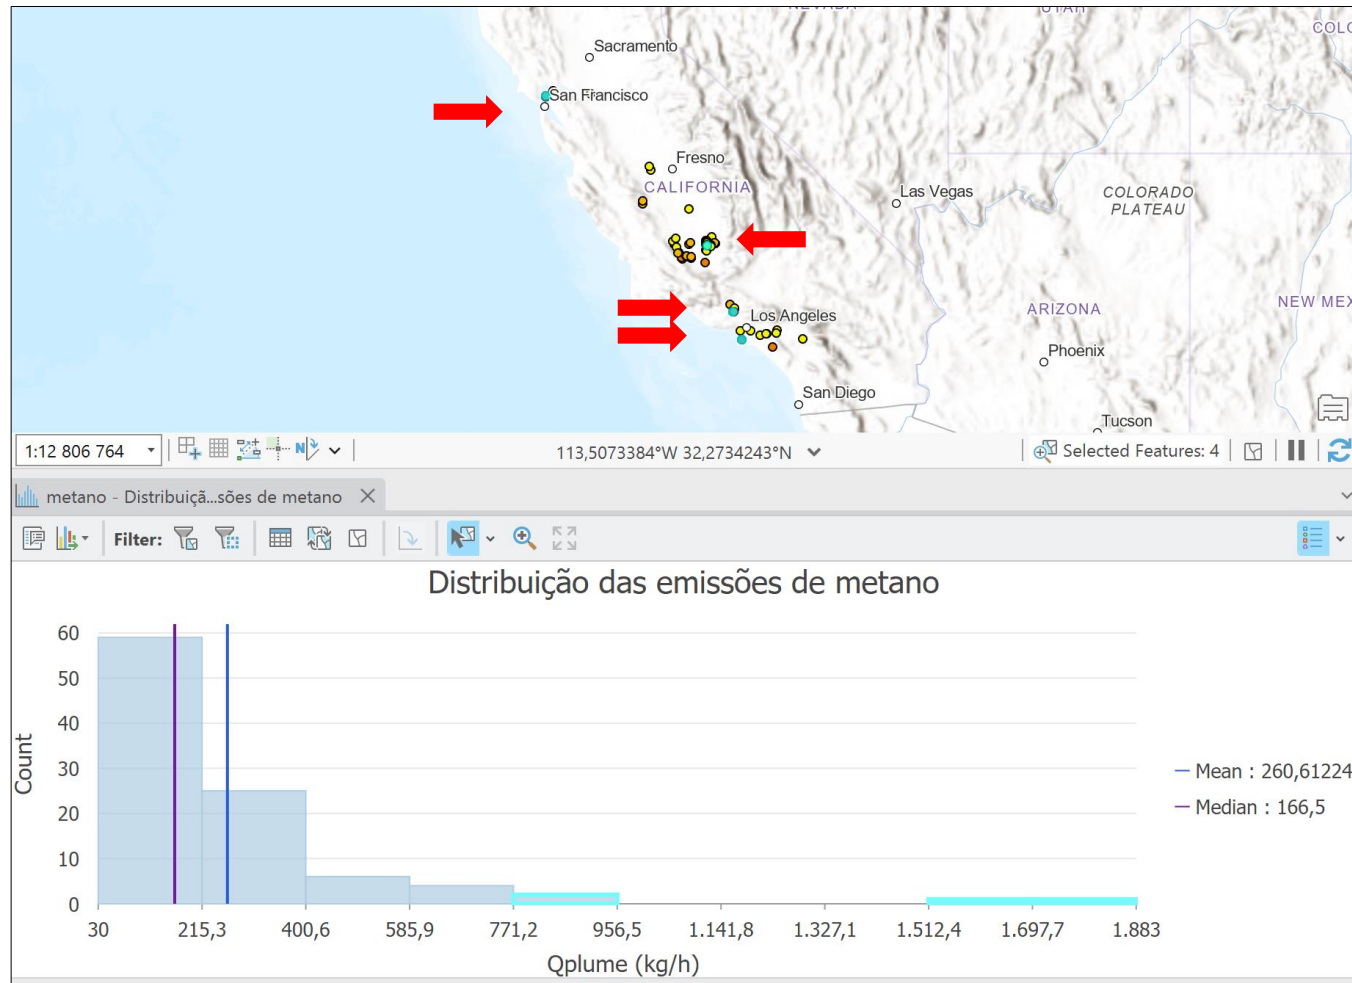 NEVADA
UTAH
COLO
Sacramento
San Francisco
Fresno
CALIFORNIA
Las Vegas
COLORADO
PLATEAU
Los Angeles
ARIZONA
NEW MEX
Phoenix
San Diego
Tucson
1:12 806 764
113,5073384°W 32,2734243°N
Selected Features: 4
metano - Distribuiçã...sões de metano
Filter:
Distribuição das emissões de metano
60
50
40
30
20
10
0
Count
30 215,3 400,6 585,9 771,2 956,5 1.141,8 1.327,1 1.512,4 1.697,7 1.883
Qplume (kg/h)
Mean : 260,61224
Median : 166,5